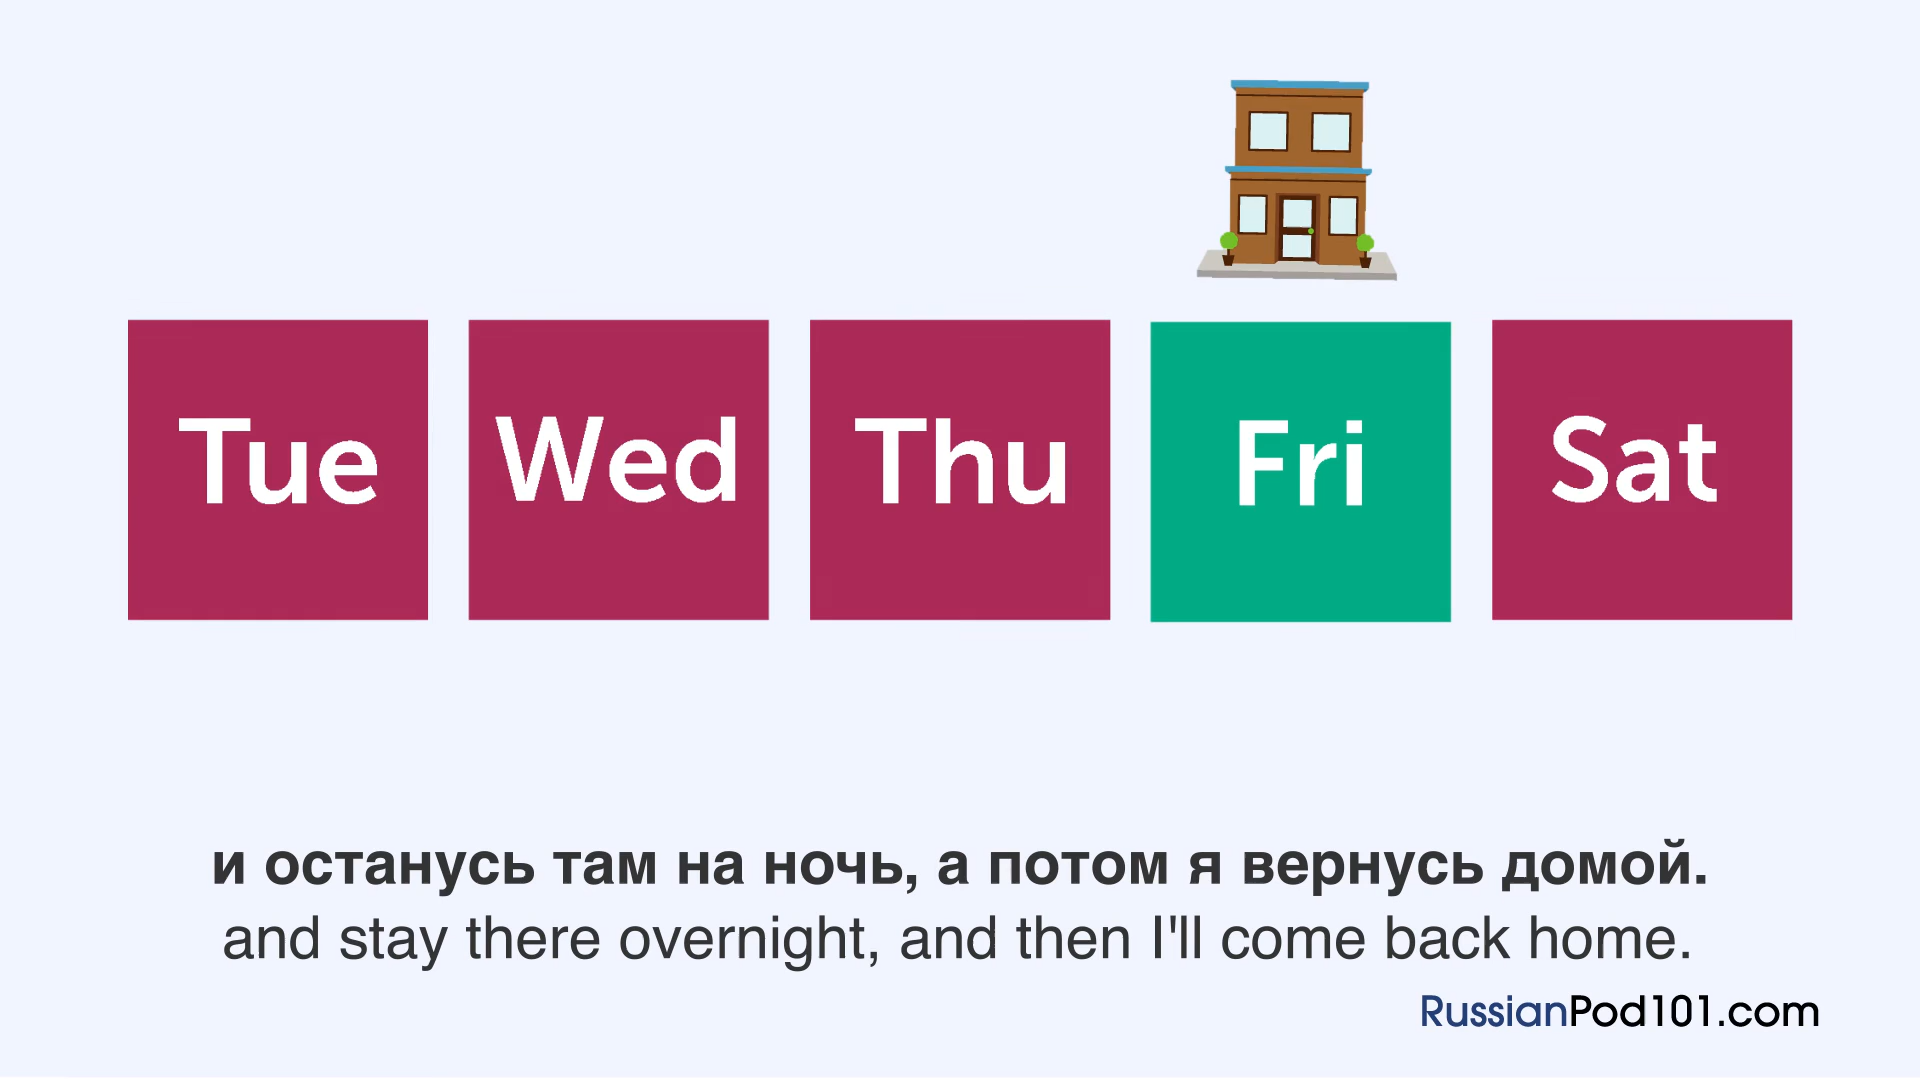 Tue Wed Thu Fri Sat
и останусь там на ночь, а потом я вернусь домой.
and stay there overnight, and then I'll come back home.
RussianPod101.com